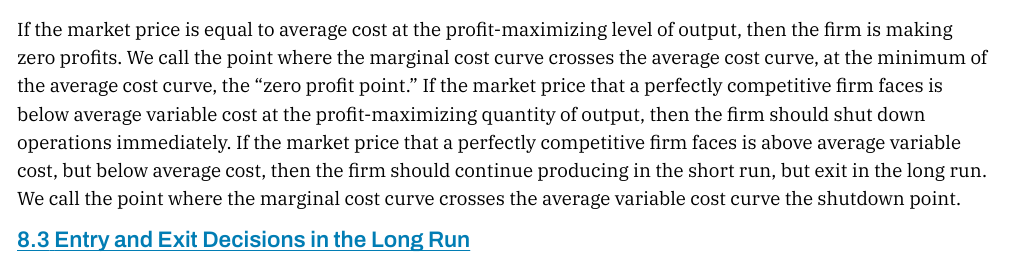 If the market price is equal to average cost at the profit-maximizing level of output, then the firm is making
zero profits. We call the point where the marginal cost curve crosses the average cost curve, at the minimum of
the average cost curve, the “zero profit point.” If the market price that a perfectly competitive firm faces is
below average variable cost at the profit-maximizing quantity of output, then the firm should shut down
operations immediately. If the market price that a perfectly competitive firm faces is above average variable
cost, but below average cost, then the firm should continue producing in the short run, but exit in the long run.
We call the point where the marginal cost curve crosses the average variable cost curve the shutdown point.
8.3 Entry and Exit Decisions in the Long Run